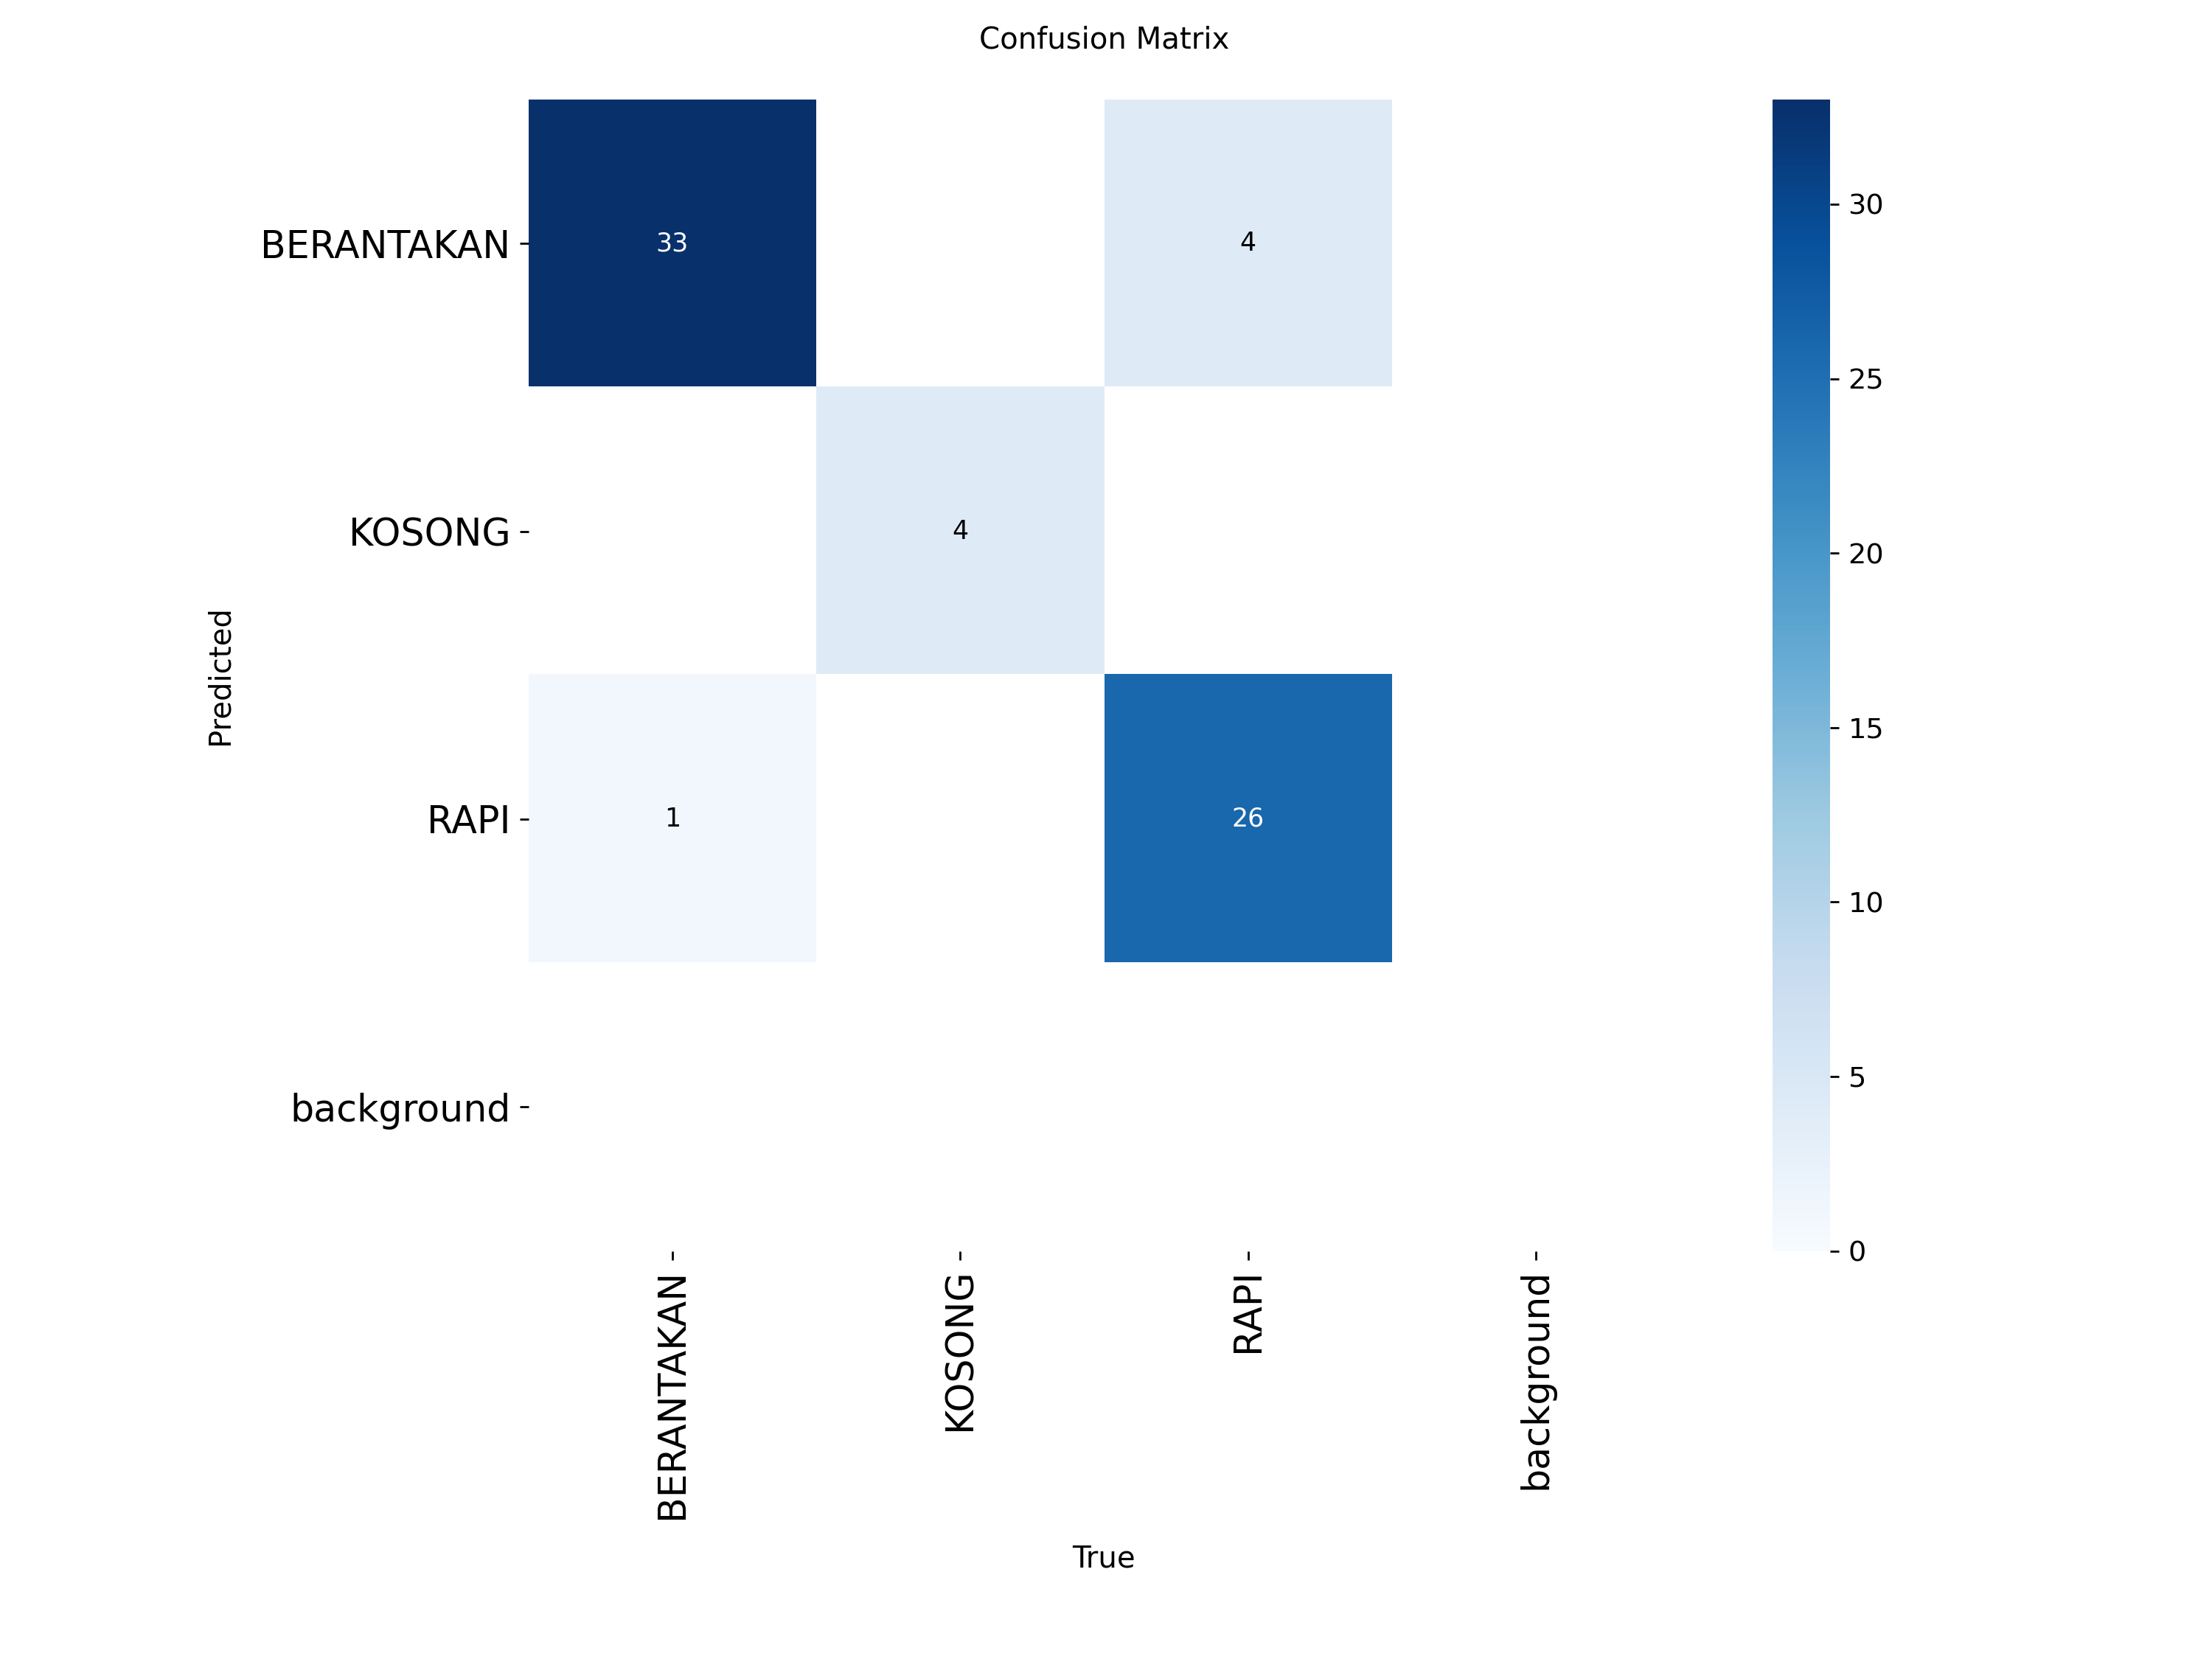 Confusion Matrix
BERANTAKAN
33
4
KOSONG
4
RAPI
1
26
background
Predicted
BERANTAKAN
KOSONG
RAPI
background
True
30
25
20
15
10
5
0